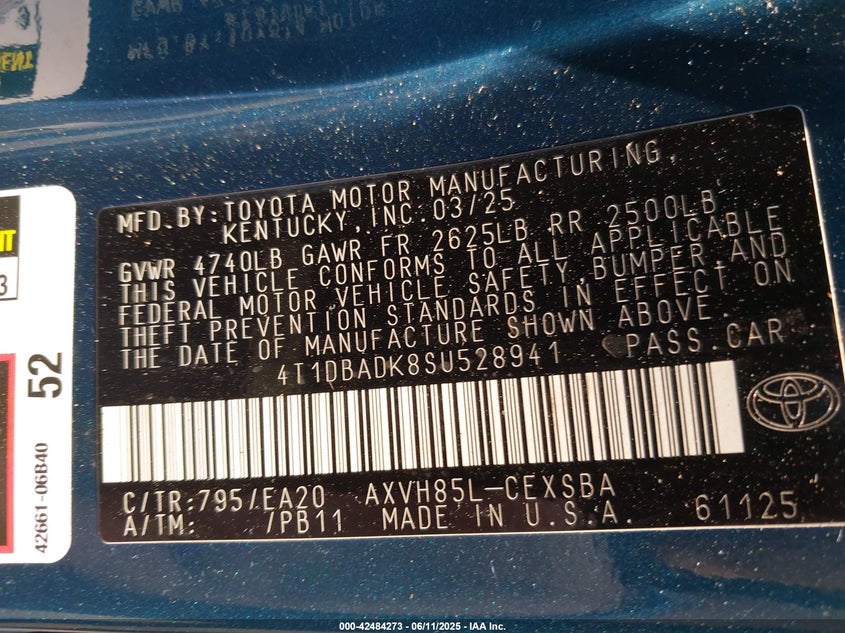 MFD.BY:TOYOTA MOTOR MANUFACTURING,
KENTUCKY,INC.03/25
GVWR 4740LB GAWR FR 2625LB RR 2500LB
THIS VEHICLE CONFORMS TO ALL APPLICABLE
FEDERAL MOTOR VEHICLE SAFETY,BUMPER,AND
THEFT PREVENTION STANDARDS IN EFFECT ON
THE DATE OF MANUFACTURE SHOWN ABOVE.
4T1DBADK8SU528941 PASS.CAR
C/TR:795/EA20 AXVH85L-CEXSBA
A/TM: /PB11 MADE IN U.S.A. 61125
52
42661-06B40
3
000-42484273 - 06/11/2025 - IAA Inc.